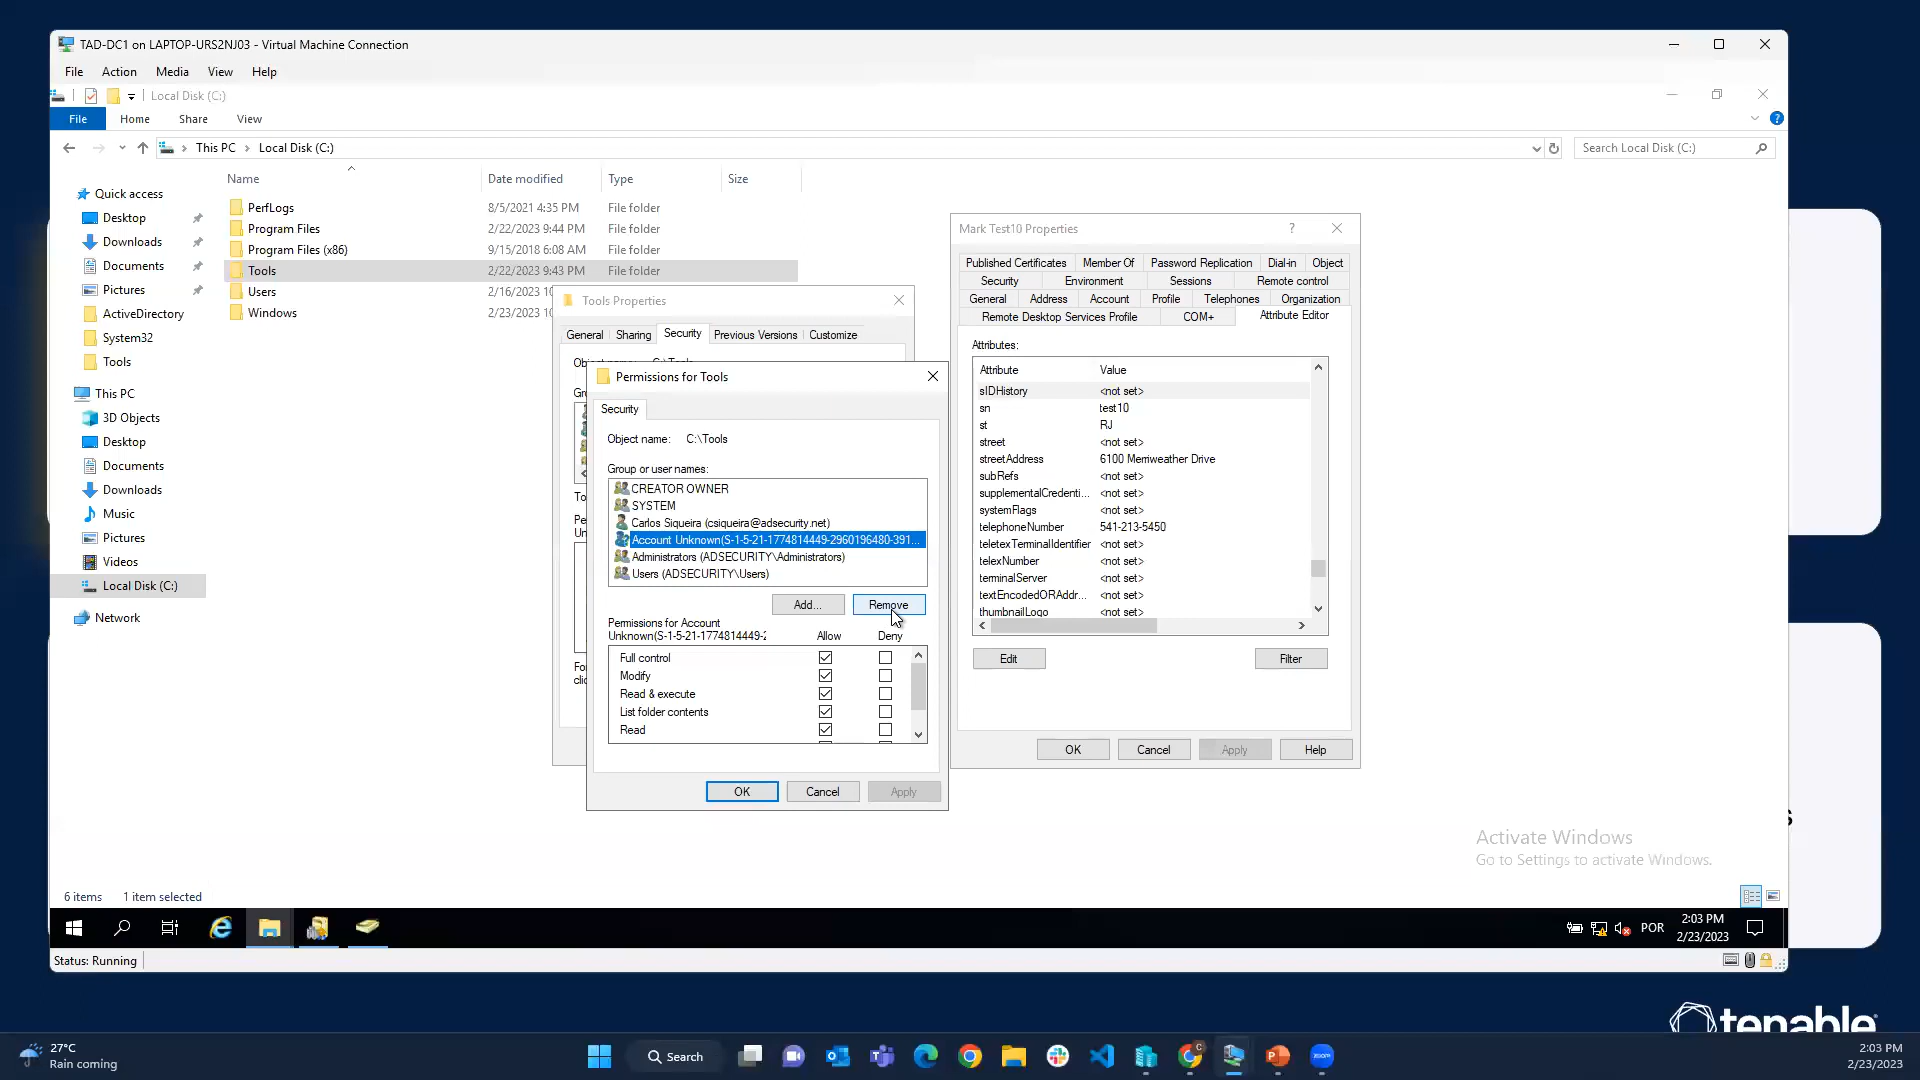 TAD-DC1 on LAPTOP-URS2NJ03 - Virtual Machine Connection
File Action Media View Help
Local Disk (C:)
File Home Share View
This PC > Local Disk (C:)
Search Local Disk (C:)
Name Date modified Type Size
Quick access
Desktop
Downloads
Documents
Pictures
ActiveDirectory
System32
Tools
This PC
3D Objects
Desktop
Documents
Downloads
Music
Pictures
Videos
Local Disk (C:)
Network
PerfLogs 8/5/2021 4:35 PM File folder
Program Files 2/22/2023 9:44 PM File folder
Program Files (x86) 9/15/2018 6:08 AM File folder
Tools 2/22/2023 9:43 PM File folder
Users 2/16/2023 10
Windows 2/23/2023 10
Tools Properties
General Sharing Security Previous Versions Customize
Permissions for Tools
Security
Object name: C:\Tools
Group or user names:
CREATOR OWNER
SYSTEM
Carlos Siqueira (csiqueira@adsecurity.net)
Account Unknown(S-1-5-21-1774814449-2960196480-391...
Administrators (ADSECURITY\Administrators)
Users (ADSECURITY\Users)
Add... Remove
Permissions for Account
Unknown(S-1-5-21-1774814449-2 Allow Deny
Full control
Modify
Read & execute
List folder contents
Read
OK Cancel Apply
Mark Test10 Properties
?
Published Certificates Member Of Password Replication Dial-in Object
Security Environment Sessions Remote control
General Address Account Profile Telephones Organization
Remote Desktop Services Profile COM+ Attribute Editor
Attributes:
Attribute Value
sIDHistory <not set>
sn test10
st RJ
street <not set>
streetAddress 6100 Merriweather Drive
subRefs <not set>
supplementalCredenti... <not set>
systemFlags <not set>
telephoneNumber 541-213-5450
teletexTerminalIdentifier <not set>
telexNumber <not set>
terminalServer <not set>
textEncodedORAddr... <not set>
thumbnailLogo <not set>
Edit Filter
OK Cancel Apply Help
Activate Windows
Go to Settings to activate Windows.
6 items 1 item selected
POR
2:03 PM
2/23/2023
Status: Running
tenable
27°C
Rain coming
Search
2:03 PM
2/23/2023